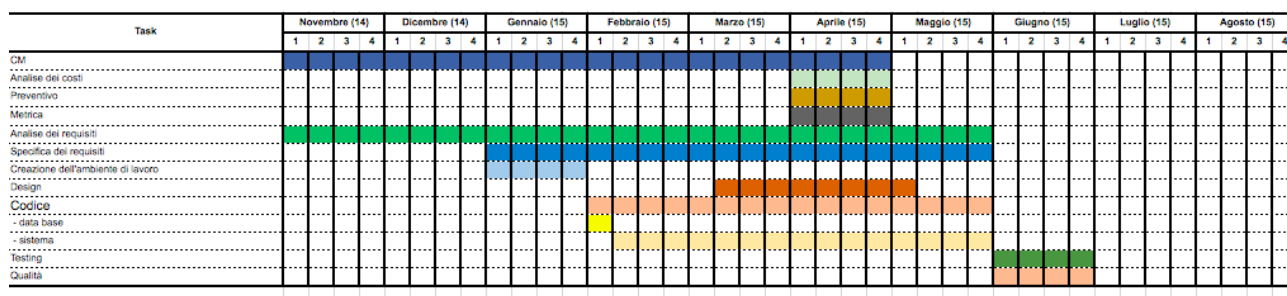 Task Novembre (14) Dicembre (14) Gennaio (15) Febbraio (15) Marzo (15) Aprile (15) Maggio (15) Giugno (15) Luglio (15) Agosto (15)
1 2 3 4 1 2 3 4 1 2 3 4 1 2 3 4 1 2 3 4 1 2 3 4 1 2 3 4 1 2 3 4 1 2 3 4 1 2 3 4
CM
Analise dei costi
Preventivo
Metrica
Analise dei requisiti
Specifica dei requisiti
Creazione dell'ambiente di lavoro
Design
Codice
- data base
- sistema
Testing
Qualità